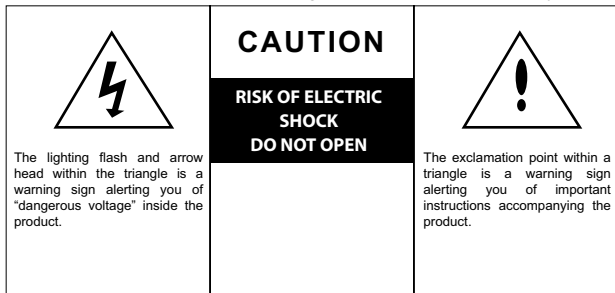 The lighting flash and arrow
head within the triangle is a
warning sign alerting you of
“dangerous voltage” inside the
product.
CAUTION
RISK OF ELECTRIC
SHOCK
DO NOT OPEN
The exclamation point within a
triangle is a warning sign
alerting you of important
instructions accompanying the
product.